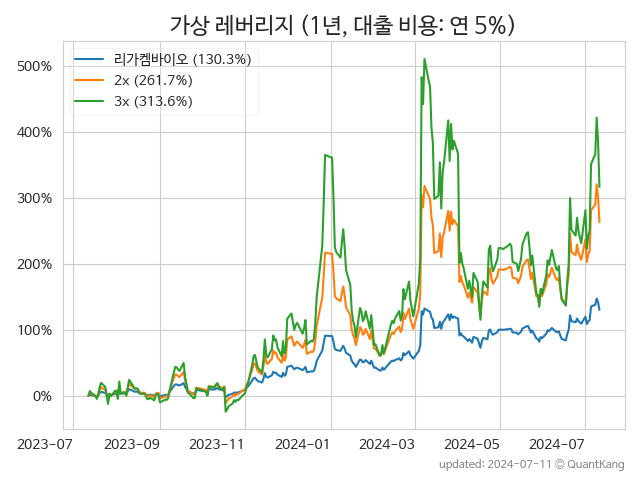 가상 레버리지 (1년, 대출 비용: 연 5%)
리가켐바이오 (130.3%)
2x (261.7%)
3x (313.6%)
500%
400%
300%
200%
100%
0%
2023-07 2023-09 2023-11 2024-01 2024-03 2024-05 2024-07
updated: 2024-07-11 © QuantKang